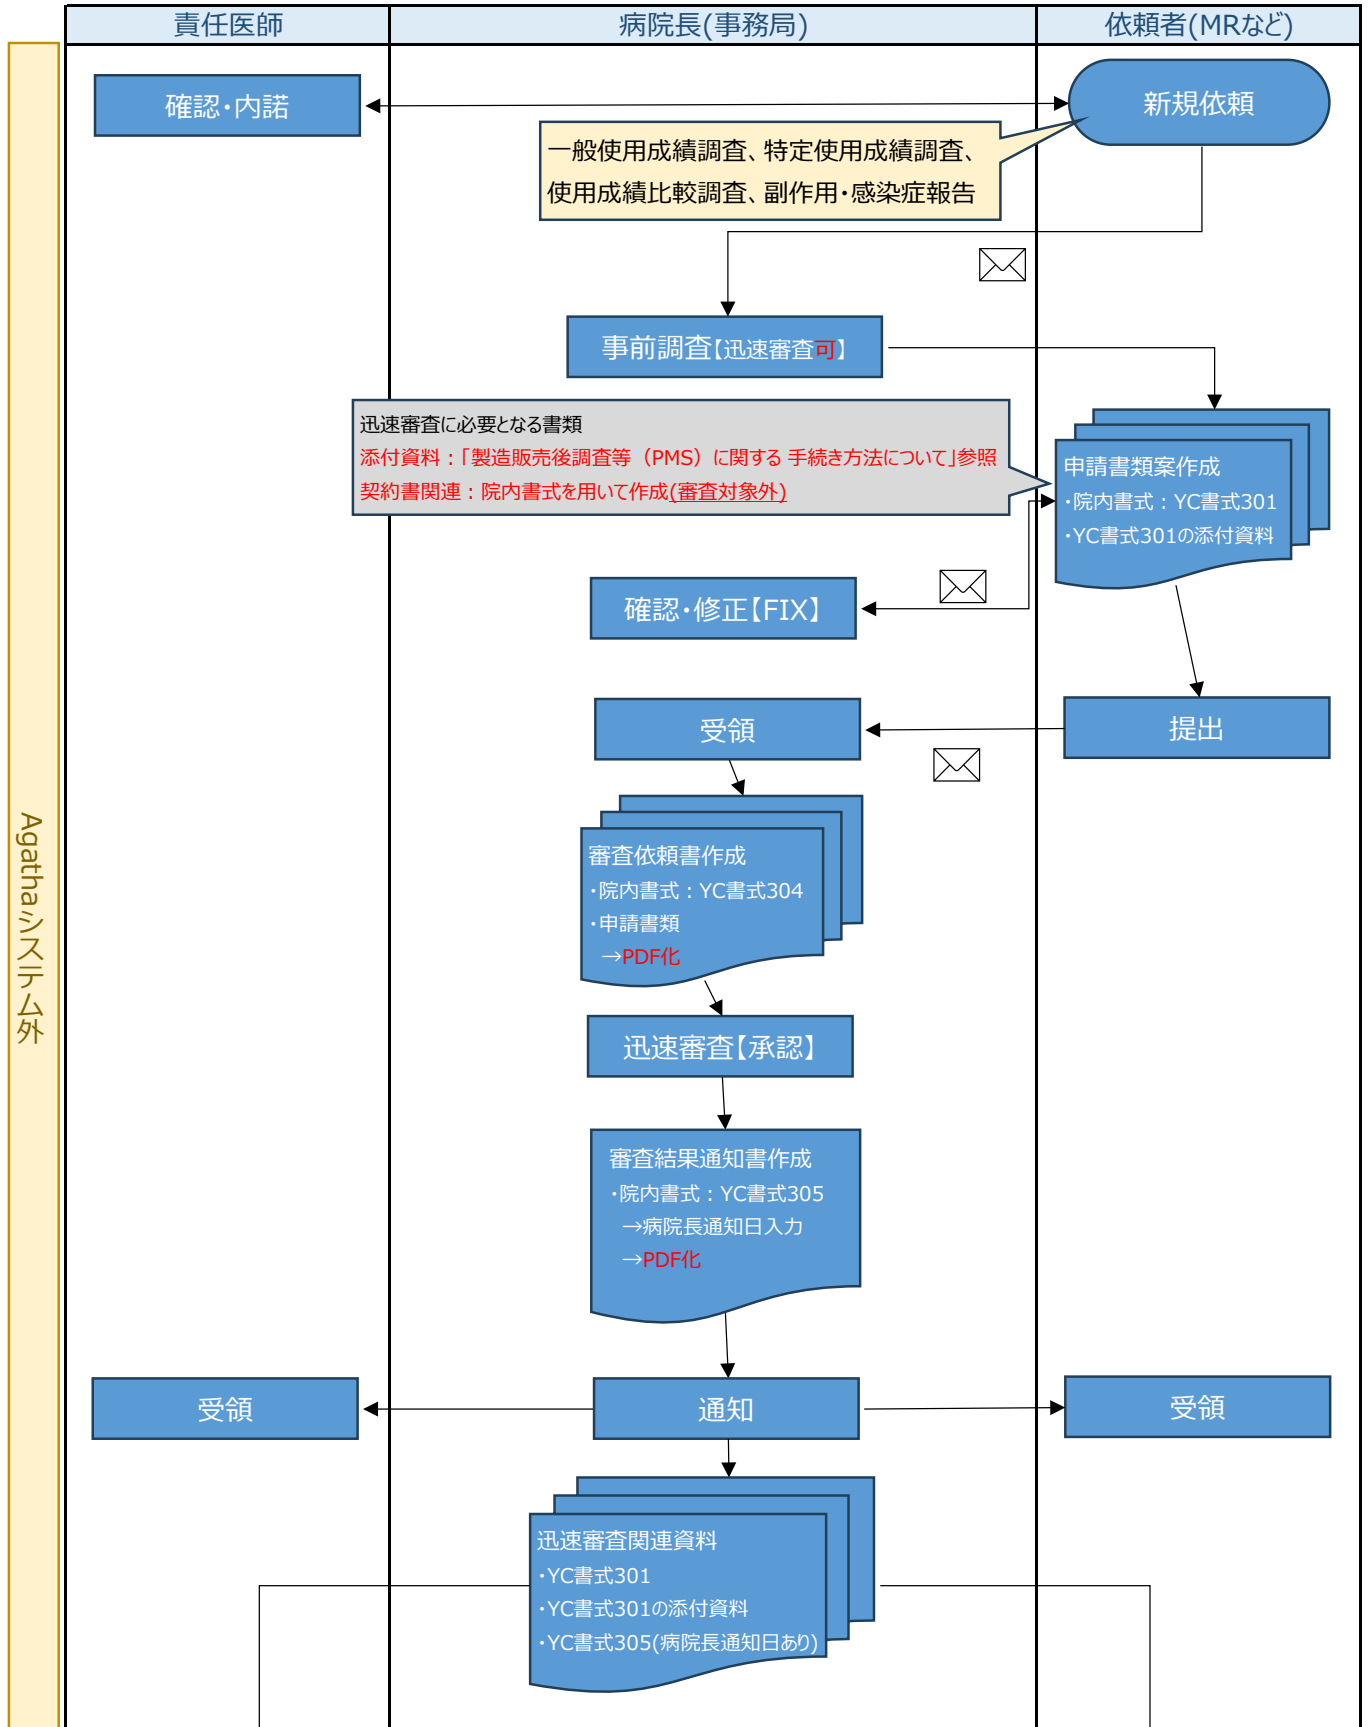 責任医師
病院長(事務局)
依頼者(MRなど)
Agathaシステム外
確認・内諾
新規依頼
一般使用成績調査、特定使用成績調査、
使用成績比較調査、副作用・感染症報告
事前調査【迅速審査可】
迅速審査に必要となる書類
添付資料：「製造販売後調査等（PMS）に関する 手続き方法について」参照
契約書関連：院内書式を用いて作成(審査対象外)
申請書類案作成
・院内書式：YC書式301
・YC書式301の添付資料
確認・修正【FIX】
受領
提出
審査依頼書作成
・院内書式：YC書式304
・申請書類
→PDF化
迅速審査【承認】
審査結果通知書作成
・院内書式：YC書式305
→病院長通知日入力
→PDF化
受領
通知
受領
迅速審査関連資料
・YC書式301
・YC書式301の添付資料
・YC書式305(病院長通知日あり)